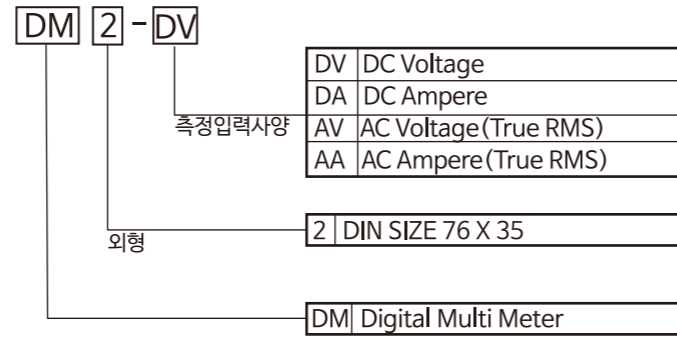 DM 2 - DV
DV DC Voltage
DA DC Ampere
측정입력사양 AV AC Voltage(True RMS)
AA AC Ampere(True RMS)
외형 2 DIN SIZE 76 X 35
DM Digital Multi Meter